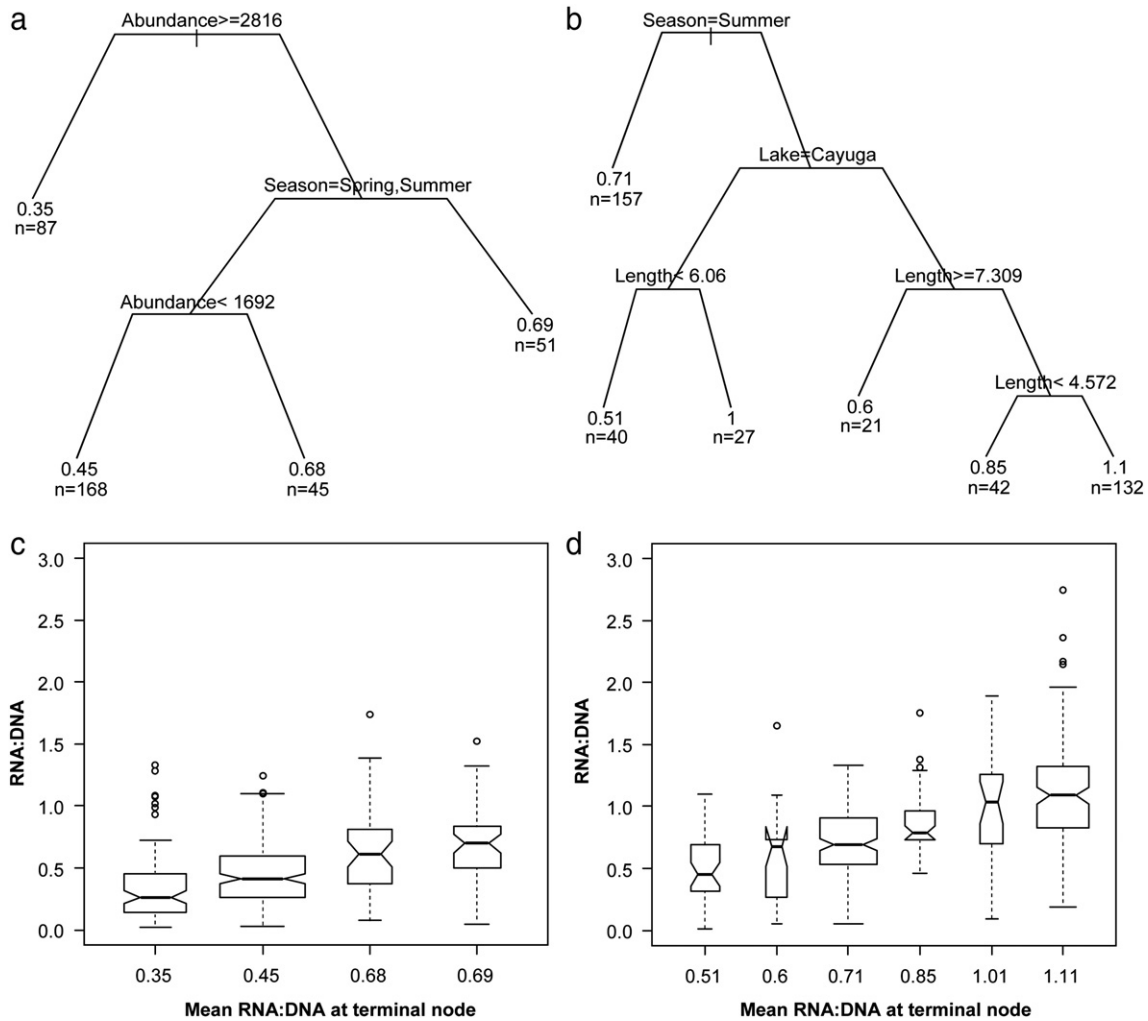 a
Abundance>=2816
0.35
n=87
Season=Spring,Summer
Abundance< 1692
0.69
n=51
0.45
n=168
0.68
n=45
b
Season=Summer
0.71
n=157
Lake=Cayuga
Length< 6.06
Length>=7.309
0.51
n=40
1
n=27
0.6
n=21
Length< 4.572
0.85
n=42
1.1
n=132
c
RNA:DNA
3.0
2.5
2.0
1.5
1.0
0.5
0.0
0.35 0.45 0.68 0.69
Mean RNA:DNA at terminal node
d
RNA:DNA
3.0
2.5
2.0
1.5
1.0
0.5
0.0
0.51 0.6 0.71 0.85 1.01 1.11
Mean RNA:DNA at terminal node